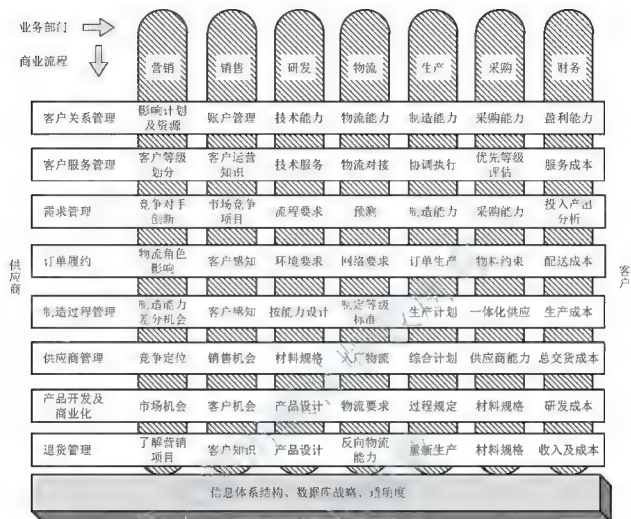 业务部门
商业流程
营销 销售 研发 物流 生产 采购 财务
客户关系管理 影响计划及资源 账户管理 技术能力 物流能力 制造能力 采购能力 盈利能力
客户服务管理 客户等级划分 客户运营知识 技术服务 物流对接 协调执行 优先等级评估 服务成本
需求管理 竞争对手创新 市场竞争项目 流程要求 预测 制造能力 采购能力 投入产出分析
订单履约 物流角色影响 客户感知 环境要求 网络要求 订单生产 物料约束 配送成本
制造过程管理 制造能力差分机会 客户感知 按能力设计 制定等级标准 生产计划 一体化供应 生产成本
供应商管理 竞争定位 销售机会 材料规格 入厂物流 综合计划 供应商能力 总交货成本
产品开发及商业化 市场机会 客户机会 产品设计 物流要求 过程规定 材料规格 研发成本
退货管理 了解营销项目 客户知识 产品设计 反向物流能力 重新生产 材料规格 收入及成本
供应商
客户
信息体系结构、数据库战略、透明度